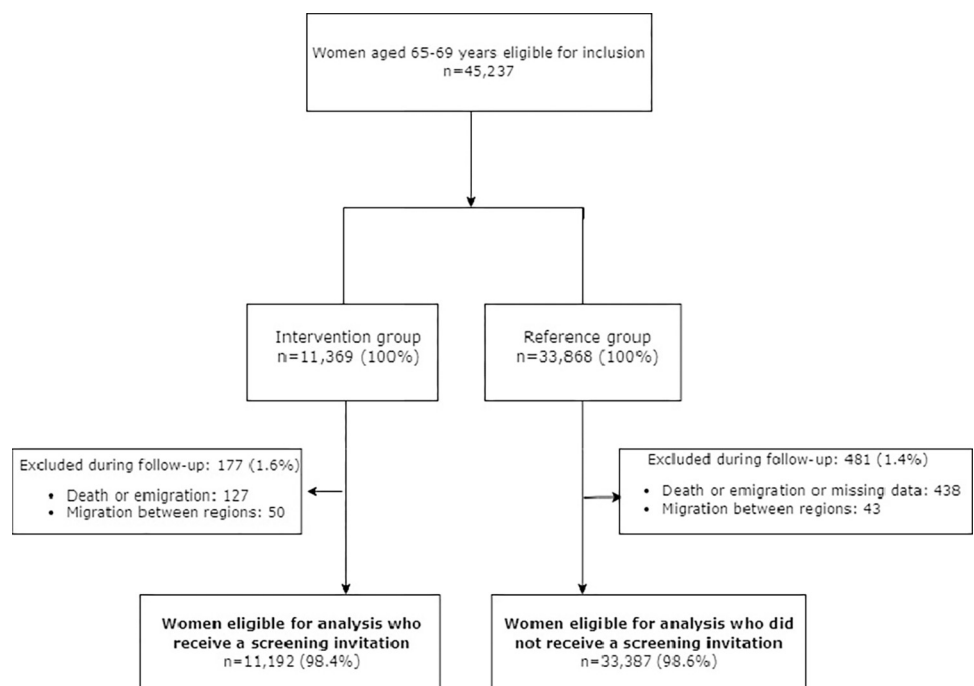 Women aged 65-69 years eligible for inclusion
n=45,237
Intervention group
n=11,369 (100%)
Reference group
n=33,868 (100%)
Excluded during follow-up: 177 (1.6%)
• Death or emigration: 127
• Migration between regions: 50
Excluded during follow-up: 481 (1.4%)
• Death or emigration or missing data: 438
• Migration between regions: 43
Women eligible for analysis who
receive a screening invitation
n=11,192 (98.4%)
Women eligible for analysis who did
not receive a screening invitation
n=33,387 (98.6%)